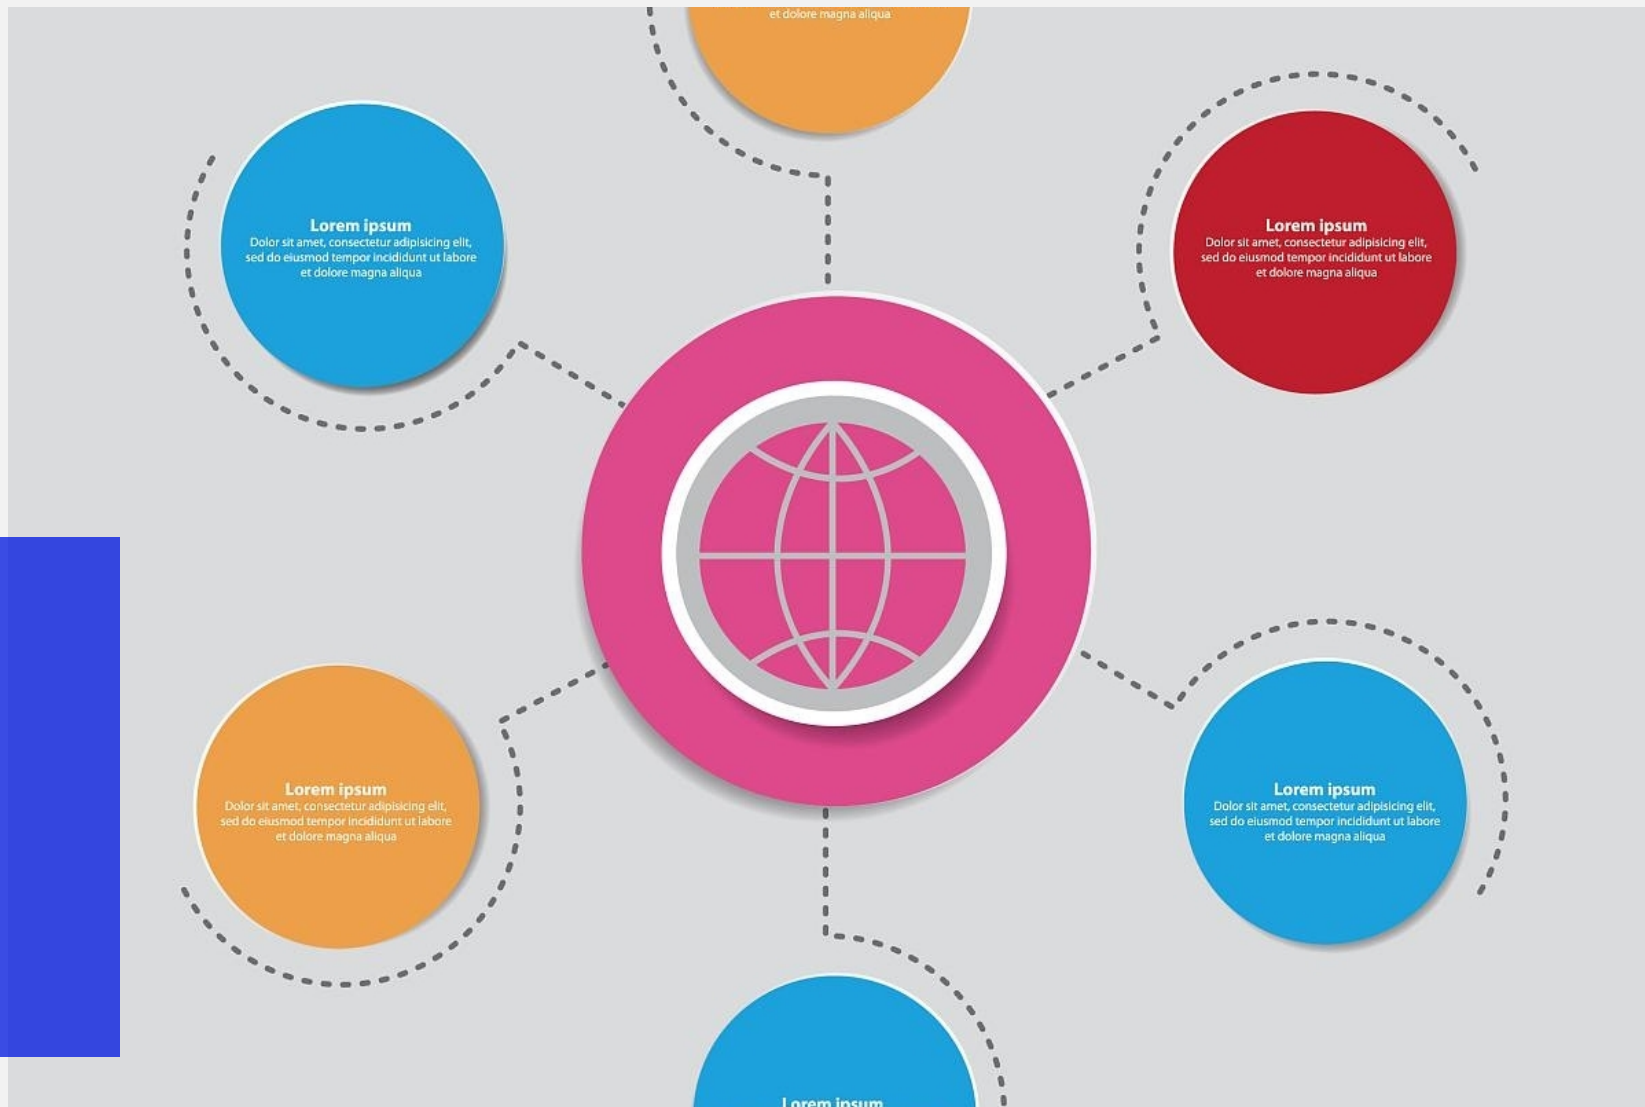 et dolore magna aliqua
Lorem ipsum
Dolor sit amet, consectetur adipisicing elit,
sed do eiusmod tempor incididunt ut labore
et dolore magna aliqua
Lorem ipsum
Dolor sit amet, consectetur adipisicing elit,
sed do eiusmod tempor incididunt ut labore
et dolore magna aliqua
Lorem ipsum
Dolor sit amet, consectetur adipisicing elit,
sed do eiusmod tempor incididunt ut labore
et dolore magna aliqua
Lorem ipsum
Dolor sit amet, consectetur adipisicing elit,
sed do eiusmod tempor incididunt ut labore
et dolore magna aliqua
Lorem ipsum